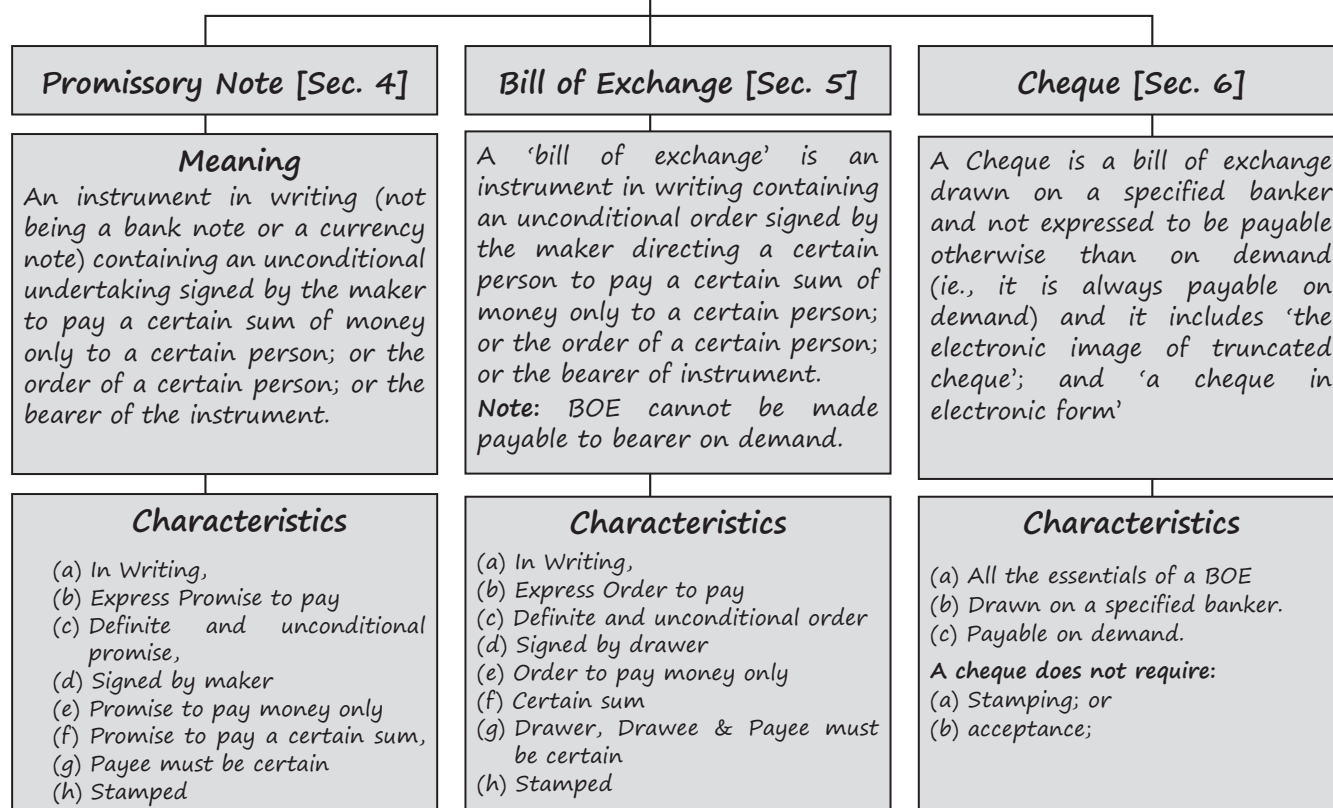 Promissory Note [Sec. 4]
Meaning
An instrument in writing (not
being a bank note or a currency
note) containing an unconditional
undertaking signed by the maker
to pay a certain sum of money
only to a certain person; or the
order of a certain person; or the
bearer of the instrument.
Characteristics
(a) In Writing,
(b) Express Promise to pay
(c) Definite and unconditional
promise,
(d) Signed by maker
(e) Promise to pay money only
(f) Promise to pay a certain sum,
(g) Payee must be certain
(h) Stamped
Bill of Exchange [Sec. 5]
A ‘bill of exchange’ is an
instrument in writing containing
an unconditional order signed by
the maker directing a certain
person to pay a certain sum of
money only to a certain person;
or the order of a certain person;
or the bearer of instrument.
Note: BOE cannot be made
payable to bearer on demand.
Characteristics
(a) In Writing,
(b) Express Order to pay
(c) Definite and unconditional order
(d) Signed by drawer
(e) Order to pay money only
(f) Certain sum
(g) Drawer, Drawee & Payee must
be certain
(h) Stamped
Cheque [Sec. 6]
A Cheque is a bill of exchange
drawn on a specified banker
and not expressed to be payable
otherwise than on demand
(ie., it is always payable on
demand) and it includes ‘the
electronic image of truncated
cheque’; and ‘a cheque in
electronic form’
Characteristics
(a) All the essentials of a BOE
(b) Drawn on a specified banker.
(c) Payable on demand.
A cheque does not require:
(a) Stamping; or
(b) acceptance;